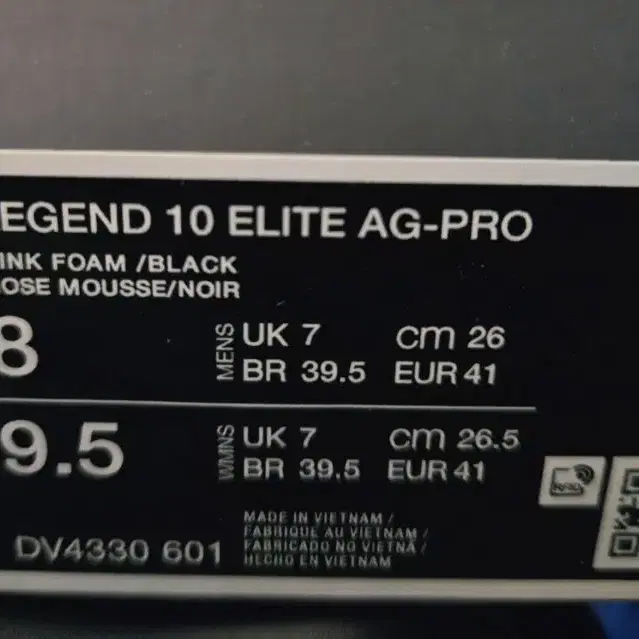 EGEND 10 ELITE AG-PRO
INK FOAM /BLACK
OSE MOUSSE/NOIR
8 MENS UK 7 cm 26
BR 39.5 EUR 41
9.5 WMNS UK 7 cm 26.5
BR 39.5 EUR 41
DV4330 601
MADE IN VIETNAM /
FABRIQUE AU VIETNAM /
FABRICADO NO VIETNA /
HECHO EN VIETNAM
RFID